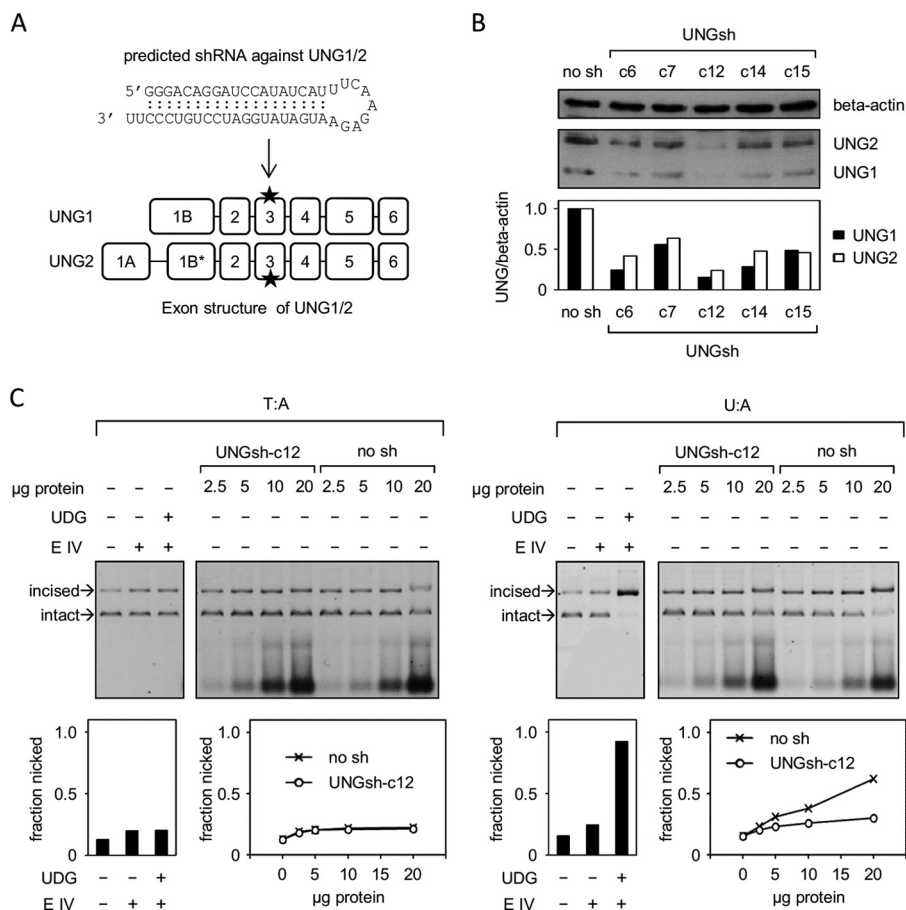 A
predicted shRNA against UNG1/2
5' GGGACAGGAUCCAUAUCAUUUUCAA
3' UUCCCUGUCCUAGGUAUAGUAAGAG
UNG1
1B 2 3 4 5 6
UNG2
1A 1B* 2 3 4 5 6
Exon structure of UNG1/2
B
UNGsh
no sh c6 c7 c12 c14 c15
beta-actin
UNG2
UNG1
UNG/beta-actin
1.0
0.5
0
UNG1
UNG2
no sh c6 c7 c12 c14 c15
UNGsh
C
T:A
UNGsh-c12 no sh
µg protein – – – 2.5 5 10 20 2.5 5 10 20
UDG – – + – – – – – – – –
E IV – + + – – – – – – – –
incised
intact
fraction nicked
1.0
0.5
0
UDG – – +
E IV – + +
fraction nicked
1.0
0.5
0
no sh
UNGsh-c12
0 5 10 15 20
µg protein
U:A
UNGsh-c12 no sh
µg protein – – – 2.5 5 10 20 2.5 5 10 20
UDG – – + – – – – – – – –
E IV – + + – – – – – – – –
incised
intact
fraction nicked
1.0
0.5
0
UDG – – +
E IV – + +
fraction nicked
1.0
0.5
0
no sh
UNGsh-c12
0 5 10 15 20
µg protein